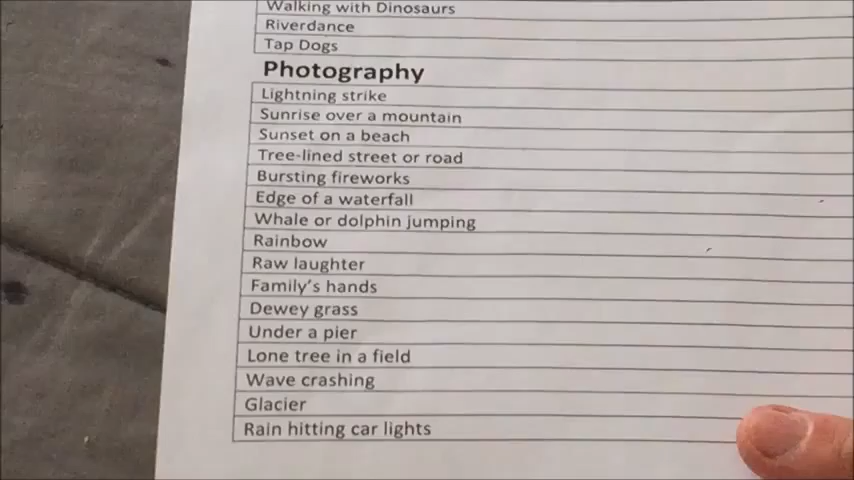 Walking with Dinosaurs
Riverdance
Tap Dogs
Photography
Lightning strike
Sunrise over a mountain
Sunset on a beach
Tree-lined street or road
Bursting fireworks
Edge of a waterfall
Whale or dolphin jumping
Rainbow
Raw laughter
Family's hands
Dewey grass
Under a pier
Lone tree in a field
Wave crashing
Glacier
Rain hitting car lights